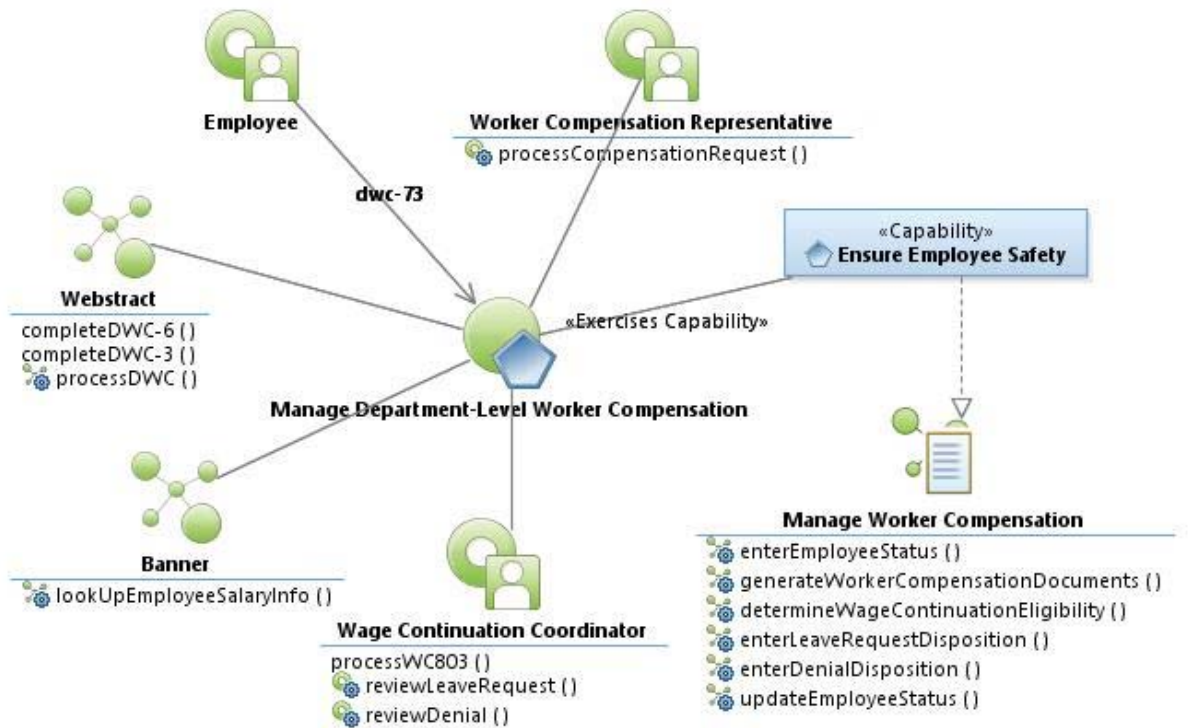 Employee
Worker Compensation Representative
processCompensationRequest ()
dwc-73
«Capability»
Ensure Employee Safety
Webstract
completeDWC-6 ()
completeDWC-3 ()
processDWC ()
«Exercises Capability»
Manage Department-Level Worker Compensation
Banner
lookUpEmployeeSalaryInfo ()
Wage Continuation Coordinator
processWC803 ()
reviewLeaveRequest ()
reviewDenial ()
Manage Worker Compensation
enterEmployeeStatus ()
generateWorkerCompensationDocuments ()
determineWageContinuationEligibility ()
enterLeaveRequestDisposition ()
enterDenialDisposition ()
updateEmployeeStatus ()